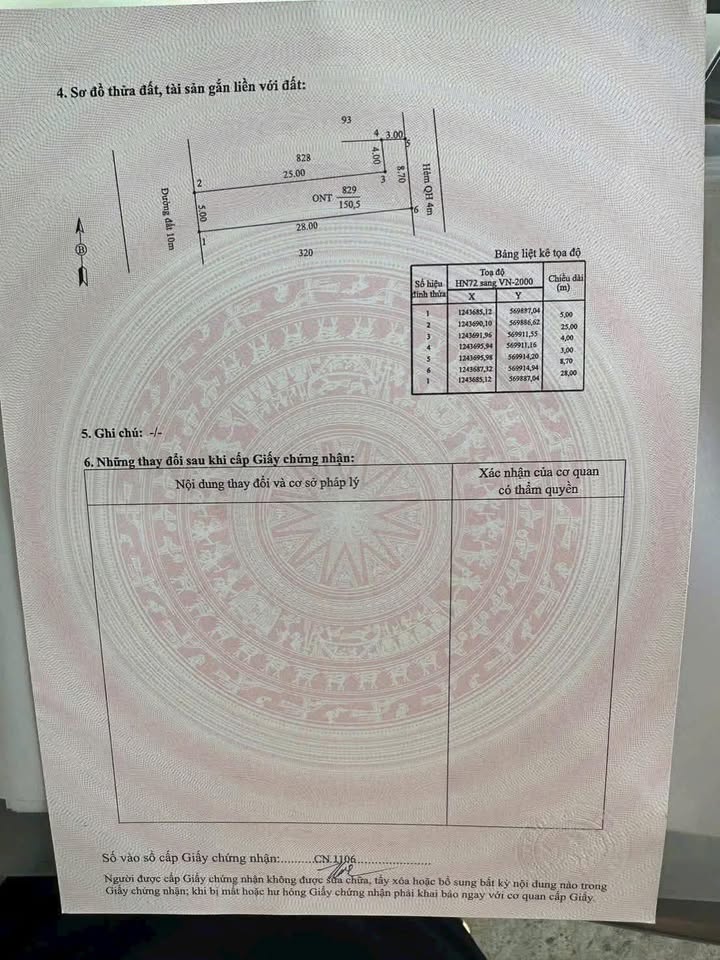 4. Sơ đồ thửa đất, tài sản gắn liền với đất:
93
4 3.00 5
828
4.00
8.70
Hẻm QH 4m
2
25.00
3
ONT 829
150,5
6
Đường đất 10m
5.00
1
28.00
320
B
Bảng liệt kê tọa độ
Số hiệu đỉnh thửa Toạ độ HN72 sang VN-2000 Chiều dài (m)
X Y
1 1243685,12 569887,04 5,00
2 1243690,10 569886,62 25,00
3 1243691,96 569911,55 4,00
4 1243695,94 569911,16 3,00
5 1243695,98 569914,20 8,70
6 1243687,32 569914,94 28,00
1 1243685,12 569887,04
5. Ghi chú: -/-
6. Những thay đổi sau khi cấp Giấy chứng nhận:
Nội dung thay đổi và cơ sở pháp lý
Xác nhận của cơ quan
có thẩm quyền
Số vào sổ cấp Giấy chứng nhận:.........CN 1106....................
Người được cấp Giấy chứng nhận không được sửa chữa, tẩy xóa hoặc bổ sung bất kỳ nội dung nào trong
Giấy chứng nhận; khi bị mất hoặc hư hỏng Giấy chứng nhận phải khai báo ngay với cơ quan cấp Giấy.